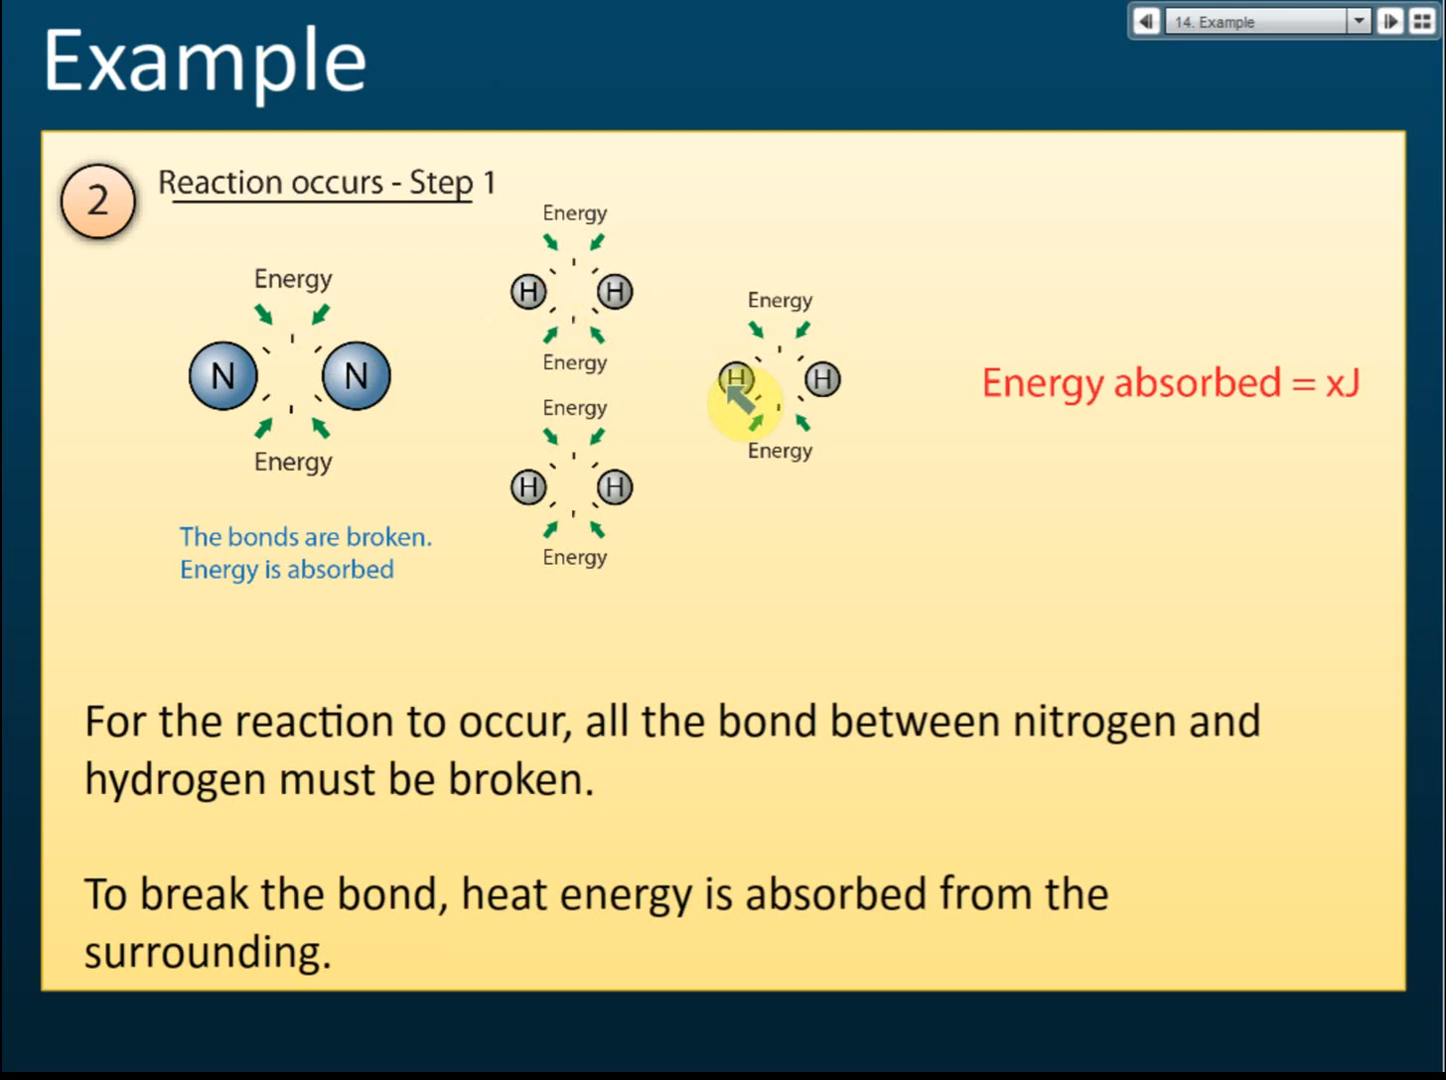 14. Example
Example
2
Reaction occurs - Step 1
Energy
Energy
N
N
Energy
Energy
H
H
Energy
Energy
H
H
Energy
Energy
H
H
Energy
Energy absorbed = xJ
The bonds are broken.
Energy is absorbed
For the reaction to occur, all the bond between nitrogen and
hydrogen must be broken.
To break the bond, heat energy is absorbed from the
surrounding.